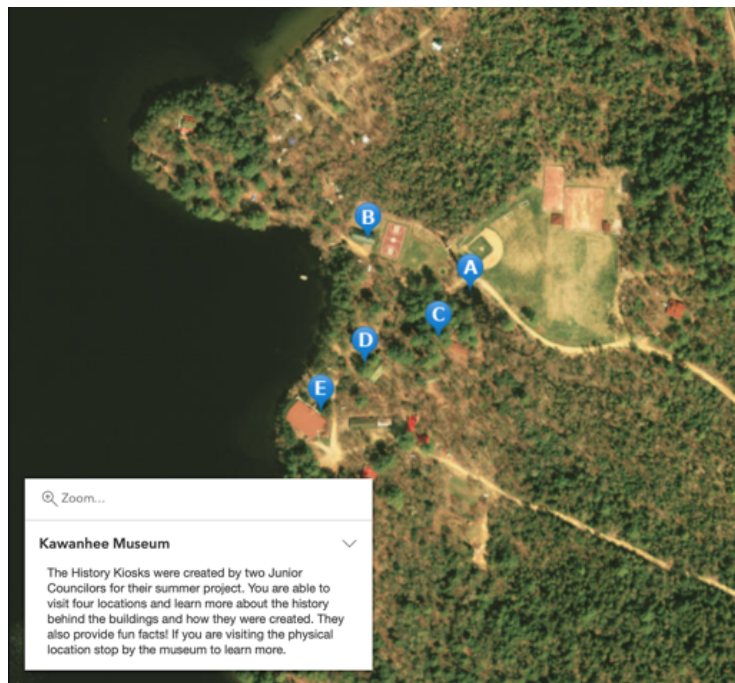 B
A
C
D
E
Zoom...
Kawanhee Museum
The History Kiosks were created by two Junior
Councilors for their summer project. You are able to
visit four locations and learn more about the history
behind the buildings and how they were created. They
also provide fun facts! If you are visiting the physical
location stop by the museum to learn more.